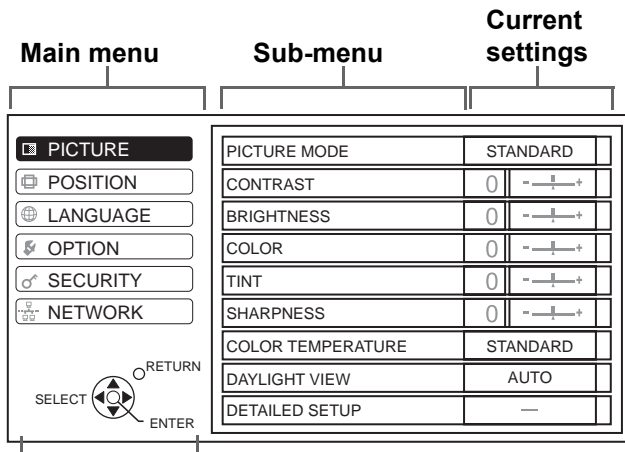 Main menu
Sub-menu
Current
settings
PICTURE
POSITION
LANGUAGE
OPTION
SECURITY
NETWORK
RETURN
SELECT
ENTER
PICTURE MODE STANDARD
CONTRAST 0 - +
BRIGHTNESS 0 - +
COLOR 0 - +
TINT 0 - +
SHARPNESS 0 - +
COLOR TEMPERATURE STANDARD
DAYLIGHT VIEW AUTO
DETAILED SETUP —